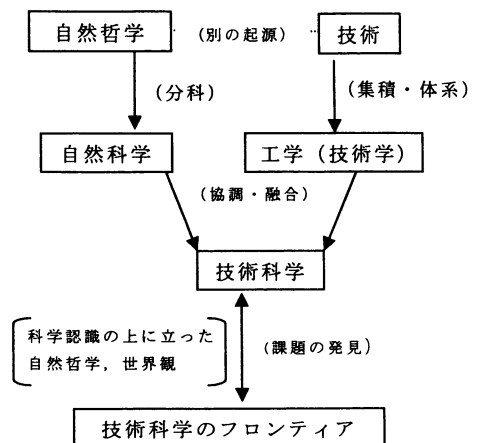 自然哲学 (別の起源) 技術
(分科) (集積・体系)
自然科学 工学(技術学)
(協調・融合)
技術科学
科学認識の上に立った
自然哲学,世界観
(課題の発見)
技術科学のフロンティア